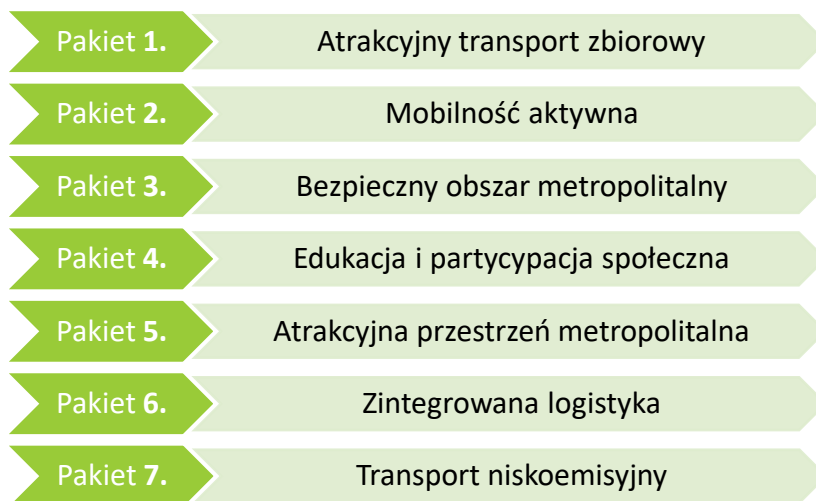 Pakiet 1. Atrakcyjny transport zbiorowy
Pakiet 2. Mobilność aktywna
Pakiet 3. Bezpieczny obszar metropolitalny
Pakiet 4. Edukacja i partycypacja społeczna
Pakiet 5. Atrakcyjna przestrzeń metropolitalna
Pakiet 6. Zintegrowana logistyka
Pakiet 7. Transport niskoemisyjny